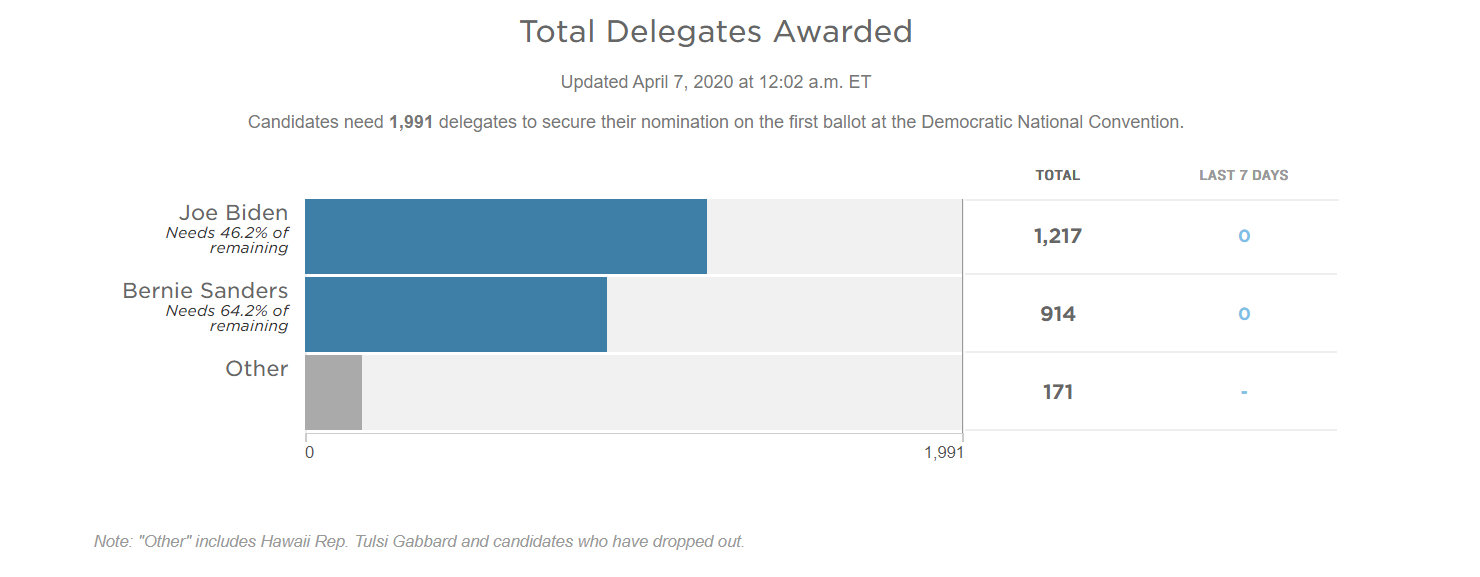 Total Delegates Awarded
Updated April 7, 2020 at 12:02 a.m. ET
Candidates need 1,991 delegates to secure their nomination on the first ballot at the Democratic National Convention.
TOTAL LAST 7 DAYS
Joe Biden
Needs 46.2% of
remaining
1,217 0
Bernie Sanders
Needs 64.2% of
remaining
914 0
Other
171 -
0 1,991
Note: "Other" includes Hawaii Rep. Tulsi Gabbard and candidates who have dropped out.